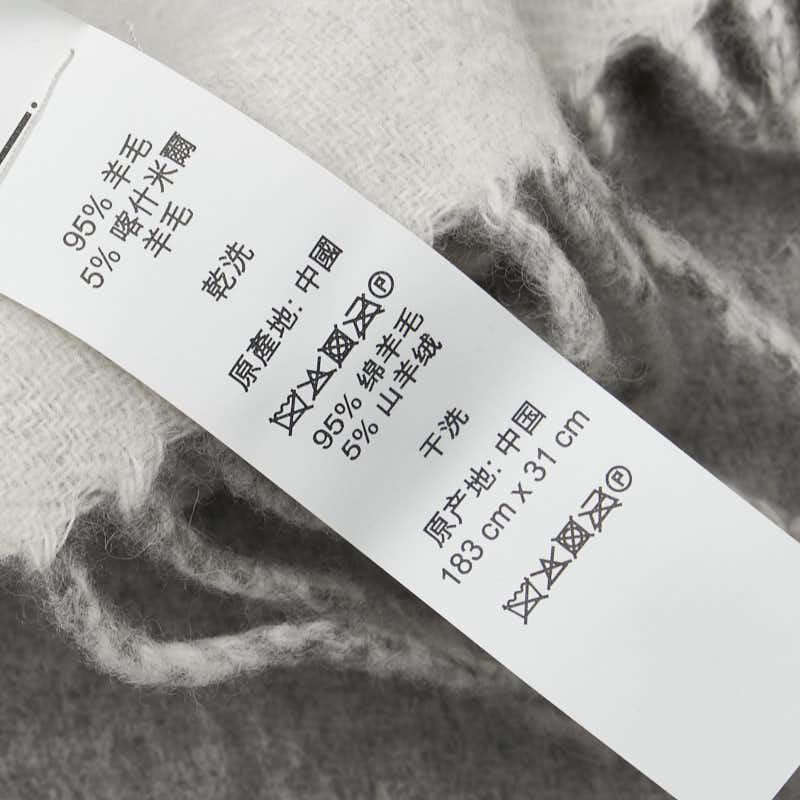 95% 羊毛
5% 喀什米爾
羊毛
乾洗
原產地: 中國
P
95% 绵羊毛
5% 山羊绒
干洗
原产地: 中国
183 cm x 31 cm
P